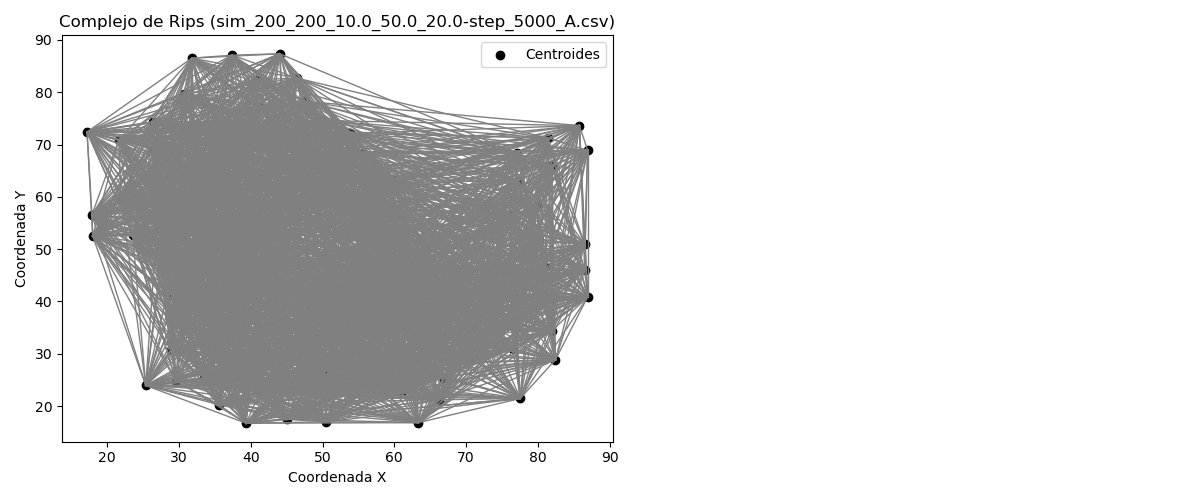 Complejo de Rips (sim_200_200_10.0_50.0_20.0-step_5000_A.csv)
Centroides
90
80
70
60
50
40
30
20
Coordenada Y
20 30 40 50 60 70 80 90
Coordenada X